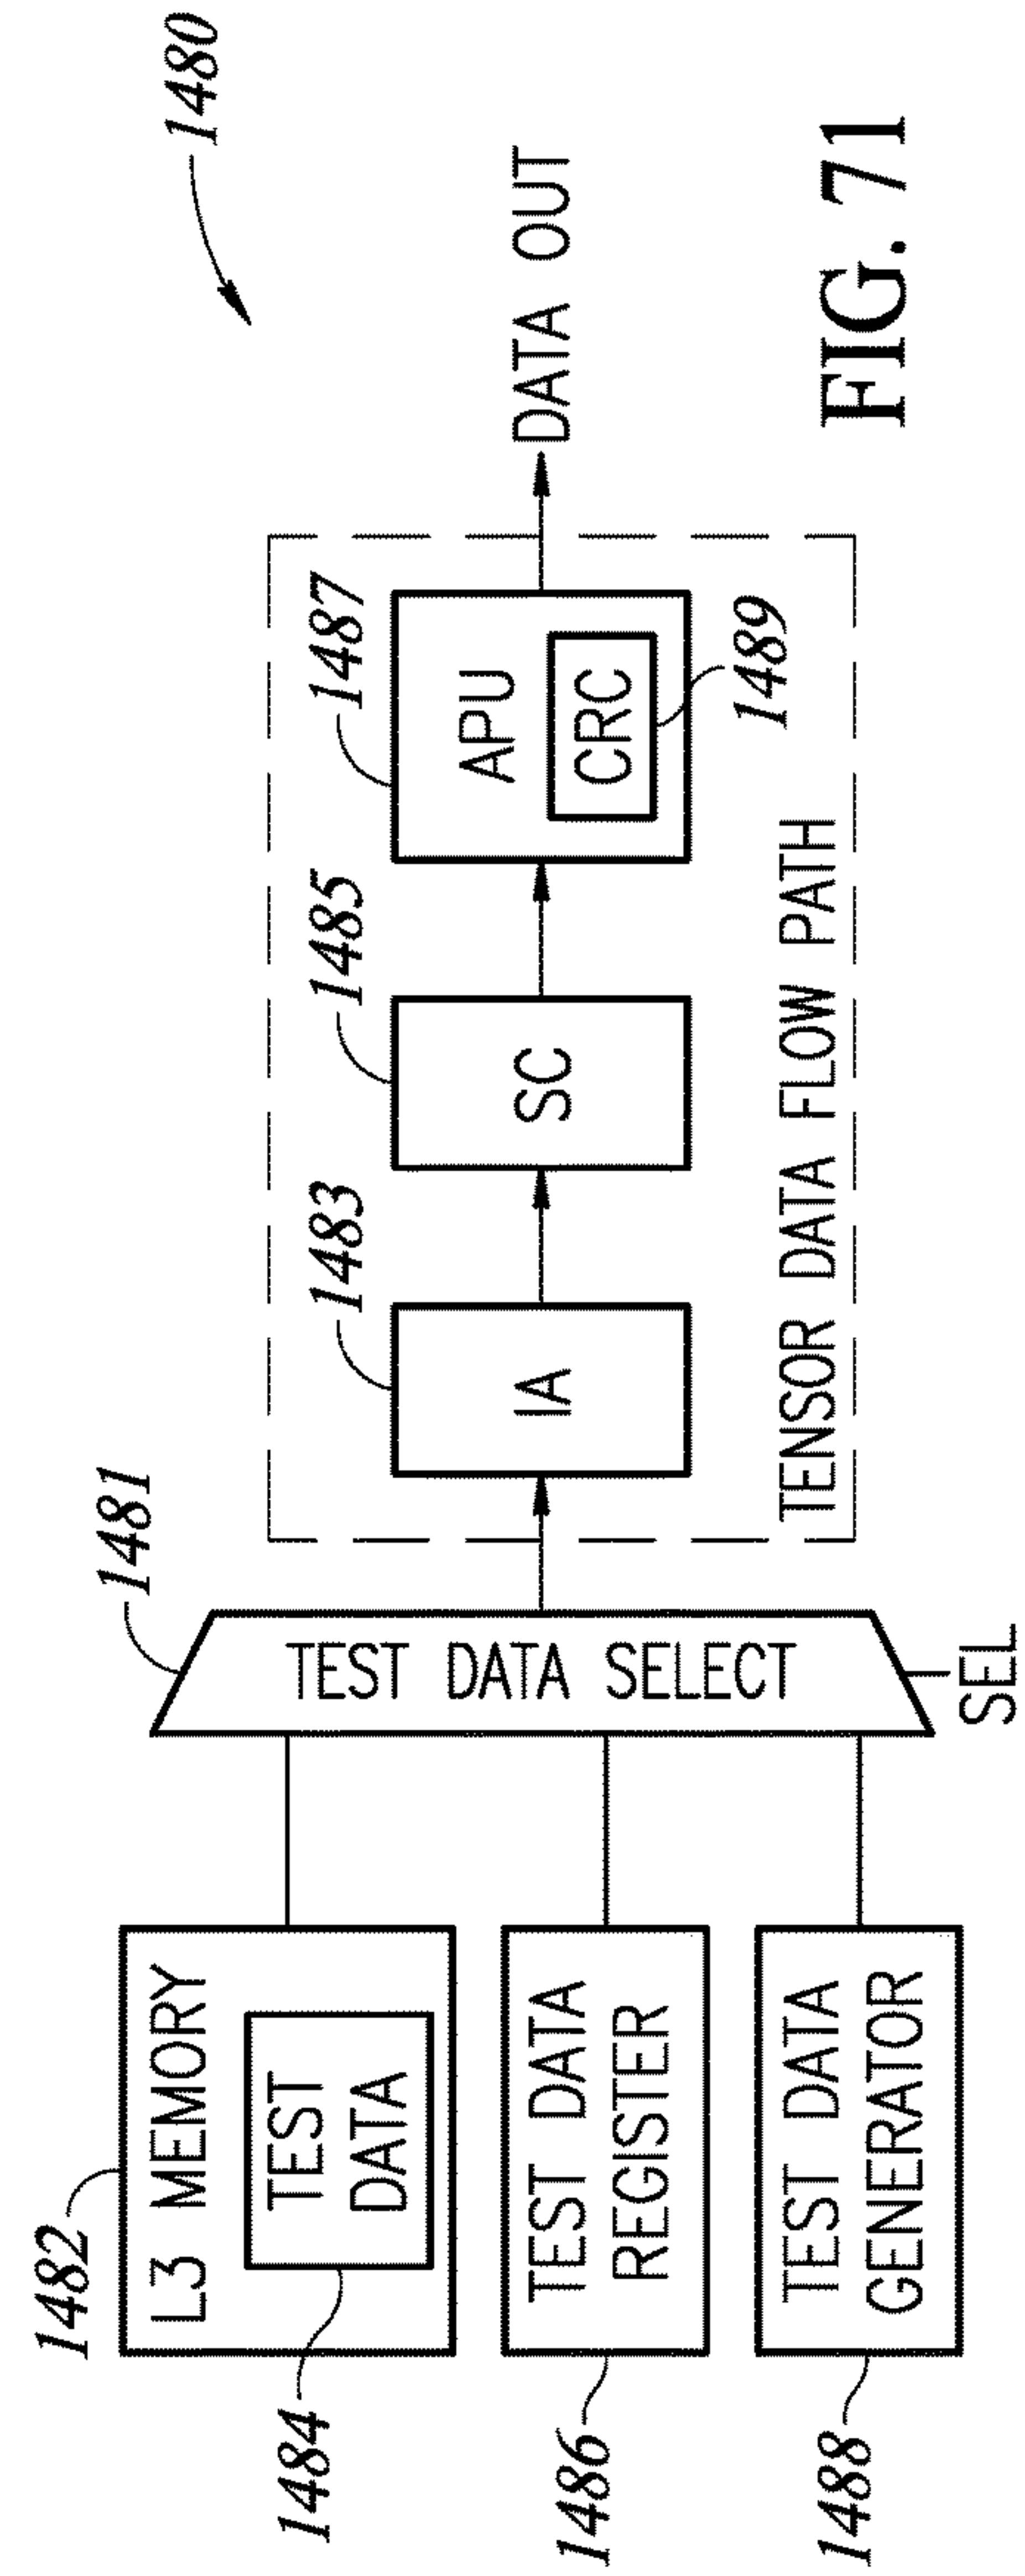 1480
1482
L3 MEMORY
TEST
DATA
1484
TEST DATA
REGISTER
1486
TEST DATA
GENERATOR
1488
1481
TEST DATA SELECT
SEL
1483
IA
1485
SC
1487
APU
CRC
1489
TENSOR DATA FLOW PATH
DATA OUT
FIG. 71